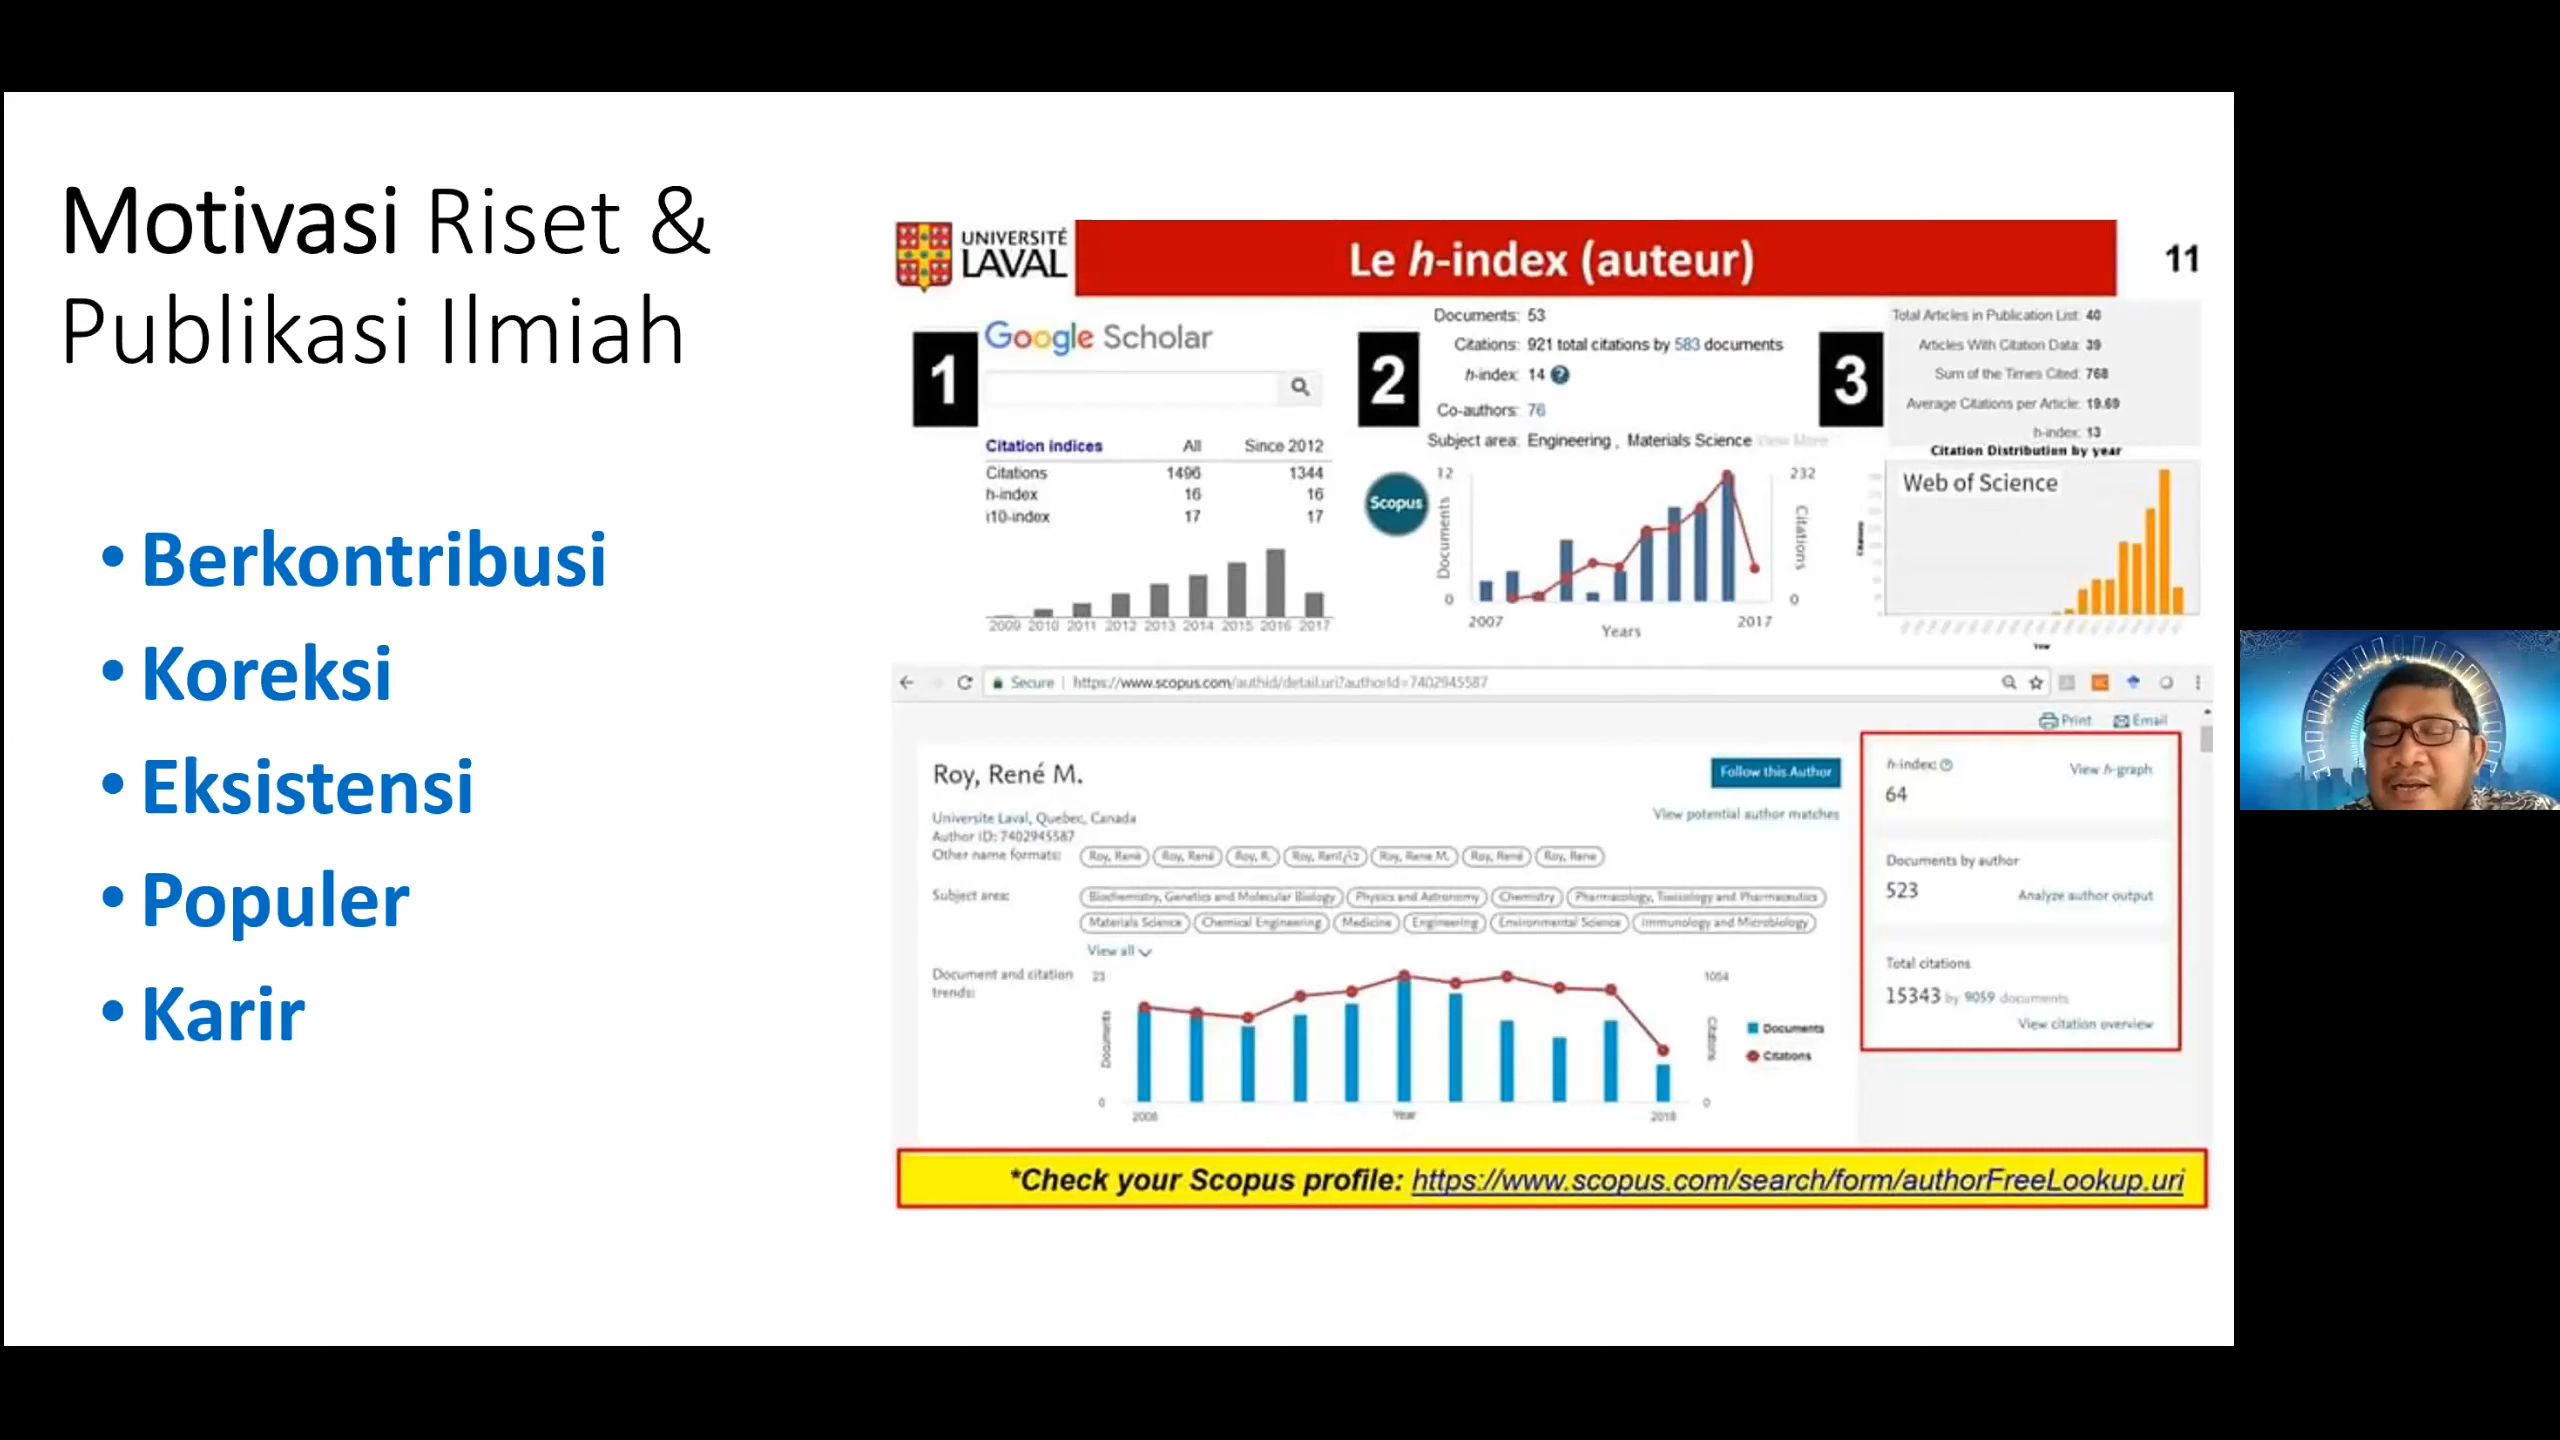 Motivasi Riset &
Publikasi Ilmiah
• Berkontribusi
• Koreksi
• Eksistensi
• Populer
• Karir
UNIVERSITÉ
LAVAL
Le h-index (auteur)
11
1
Google Scholar
Citation indices All Since 2012
Citations 1496 1344
h-index 16 16
i10-index 17 17
2009 2010 2011 2012 2013 2014 2015 2016 2017
2
Documents: 53
Citations: 921 total citations by 583 documents
h-index: 14
Co-authors: 76
Subject area: Engineering , Materials Science View More
Scopus
12
232
Documents
Citations
0
0
2007
2017
Years
3
Total Articles in Publication List: 40
Articles With Citation Data: 39
Sum of the Times Cited: 768
Average Citations per Article: 19.69
h-index: 13
Citation Distribution by year
Web of Science
Secure | https://www.scopus.com/authid/detail.uri?authorId=7402945587
Print Email
Roy, René M.
Follow this Author
Universite Laval, Quebec, Canada
View potential author matches
Author ID: 7402945587
Other name formats: Roy, René Roy, René Roy, R. Roy, Rene M. Roy, René Roy, Rene
Subject area: Biochemistry, Genetics and Molecular Biology Physics and Astronomy Chemistry Pharmacology, Toxicology and Pharmaceutics
Materials Science Chemical Engineering Medicine Engineering Environmental Science Immunology and Microbiology
View all
Document and citation
trends:
23
1064
Documents
Citations
0
0
2008
Year
2018
Documents
Citations
h-index:
View h-graph
64
Documents by author
523
Analyze author output
Total citations
15343 by 9059 documents
View citation overview
*Check your Scopus profile: https://www.scopus.com/search/form/authorFreeLookup.uri